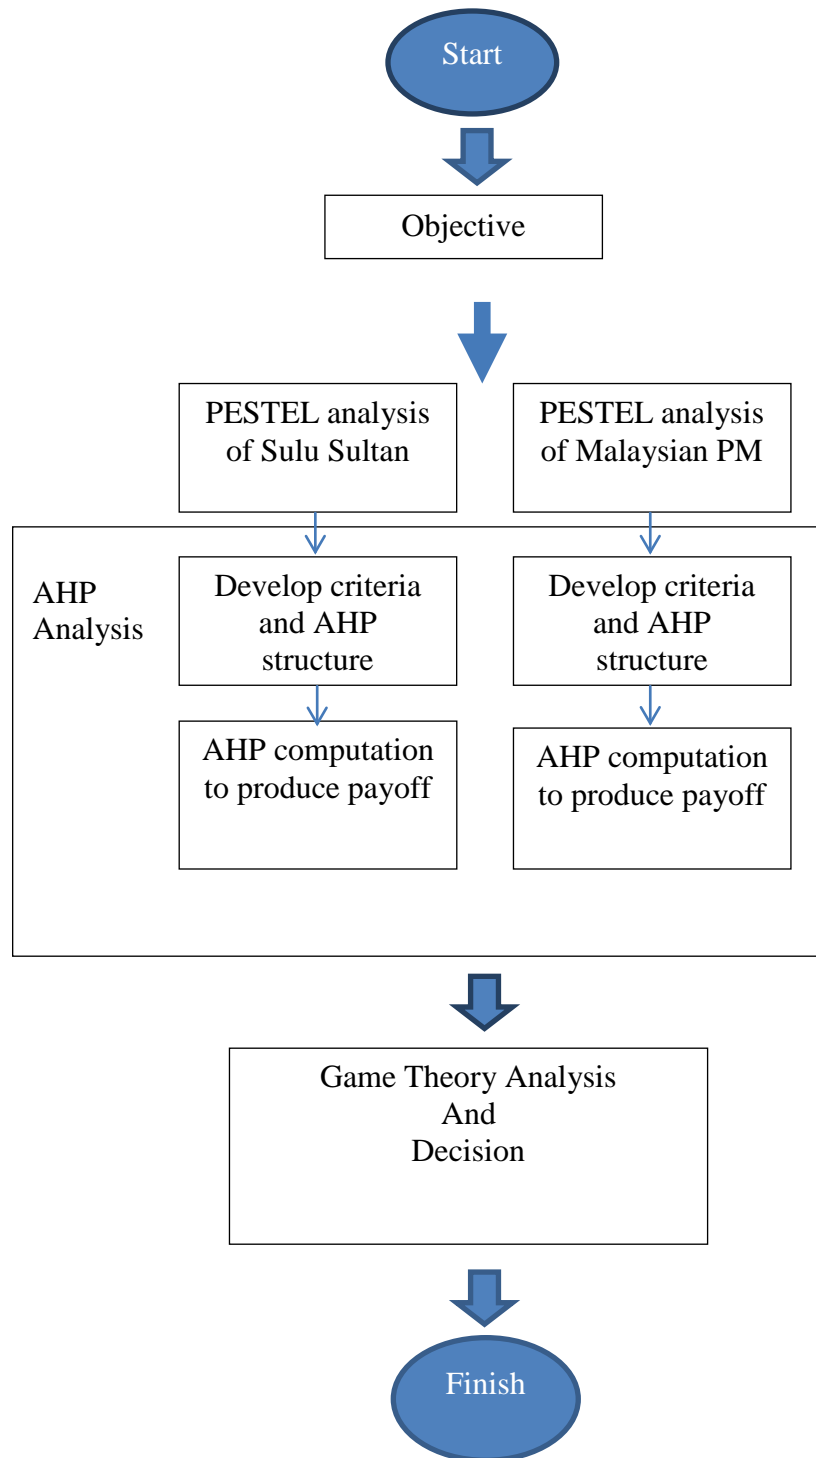 Start
Objective
PESTEL analysis
of Sulu Sultan
PESTEL analysis
of Malaysian PM
AHP
Analysis
Develop criteria
and AHP
structure
Develop criteria
and AHP
structure
AHP computation
to produce payoff
AHP computation
to produce payoff
Game Theory Analysis
And
Decision
Finish